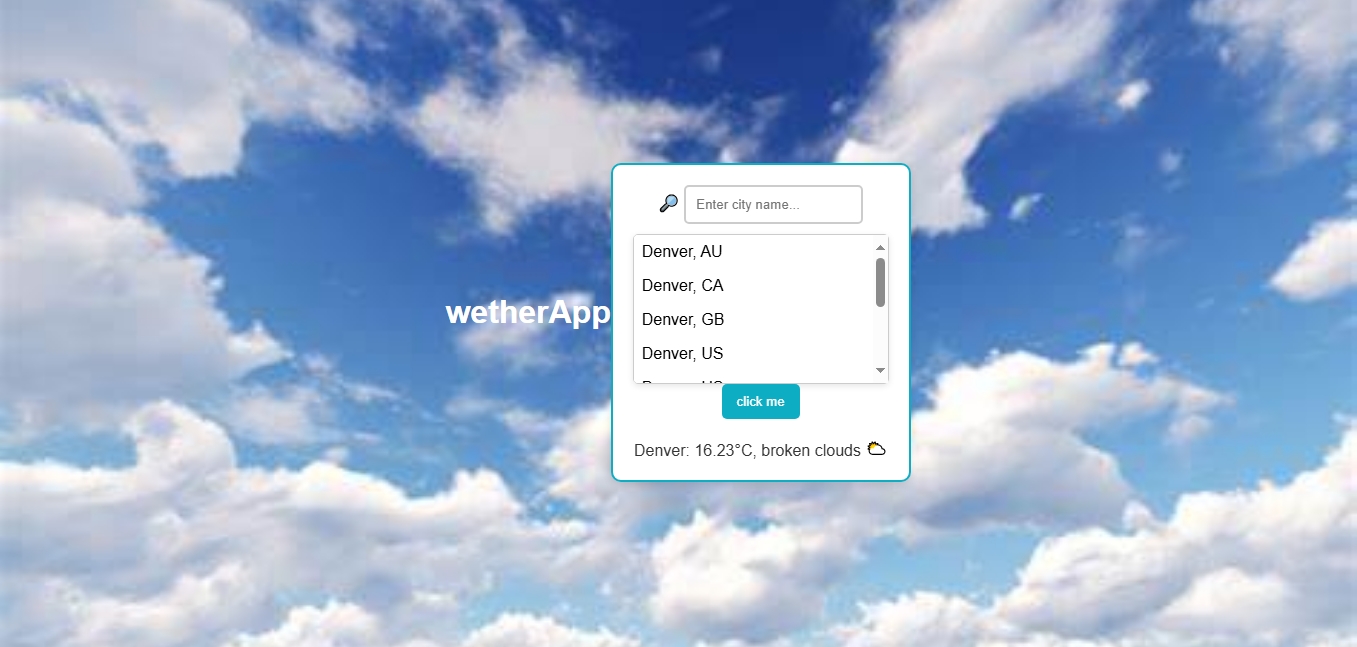 Enter city name...
Denver, AU
Denver, CA
Denver, GB
wetherApp
Denver, US
click me
Denver: 16.23°C, broken clouds